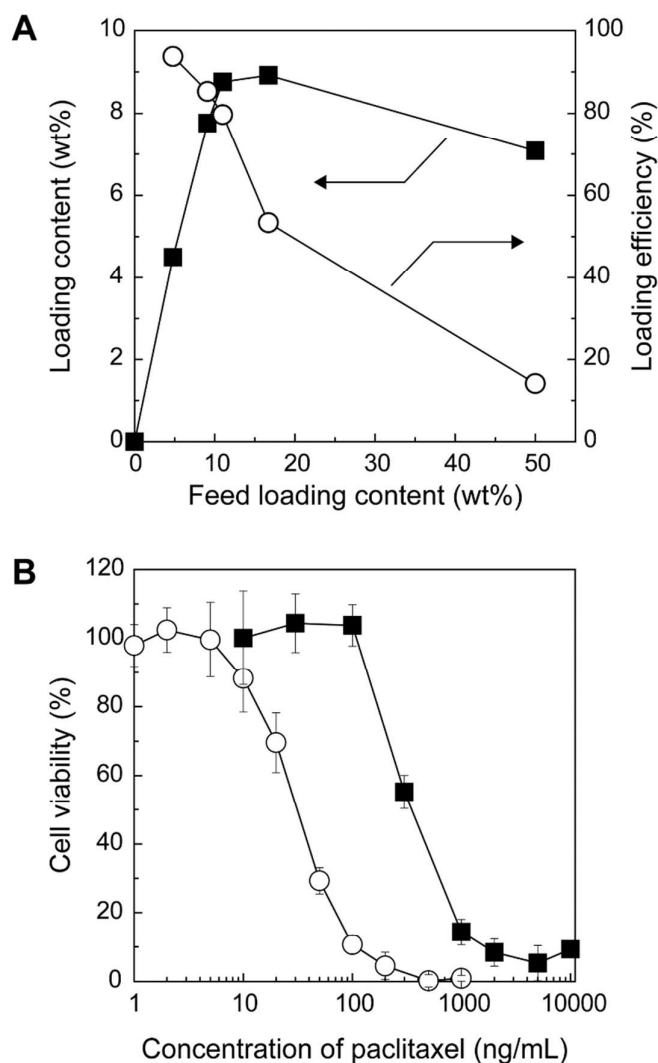 A
10
8
6
4
2
0
Loading content (wt%)
100
80
60
40
20
0
Loading efficiency (%)
0 10 20 30 40 50
Feed loading content (wt%)
B
120
100
80
60
40
20
0
Cell viability (%)
1 10 100 1000 10000
Concentration of paclitaxel (ng/mL)